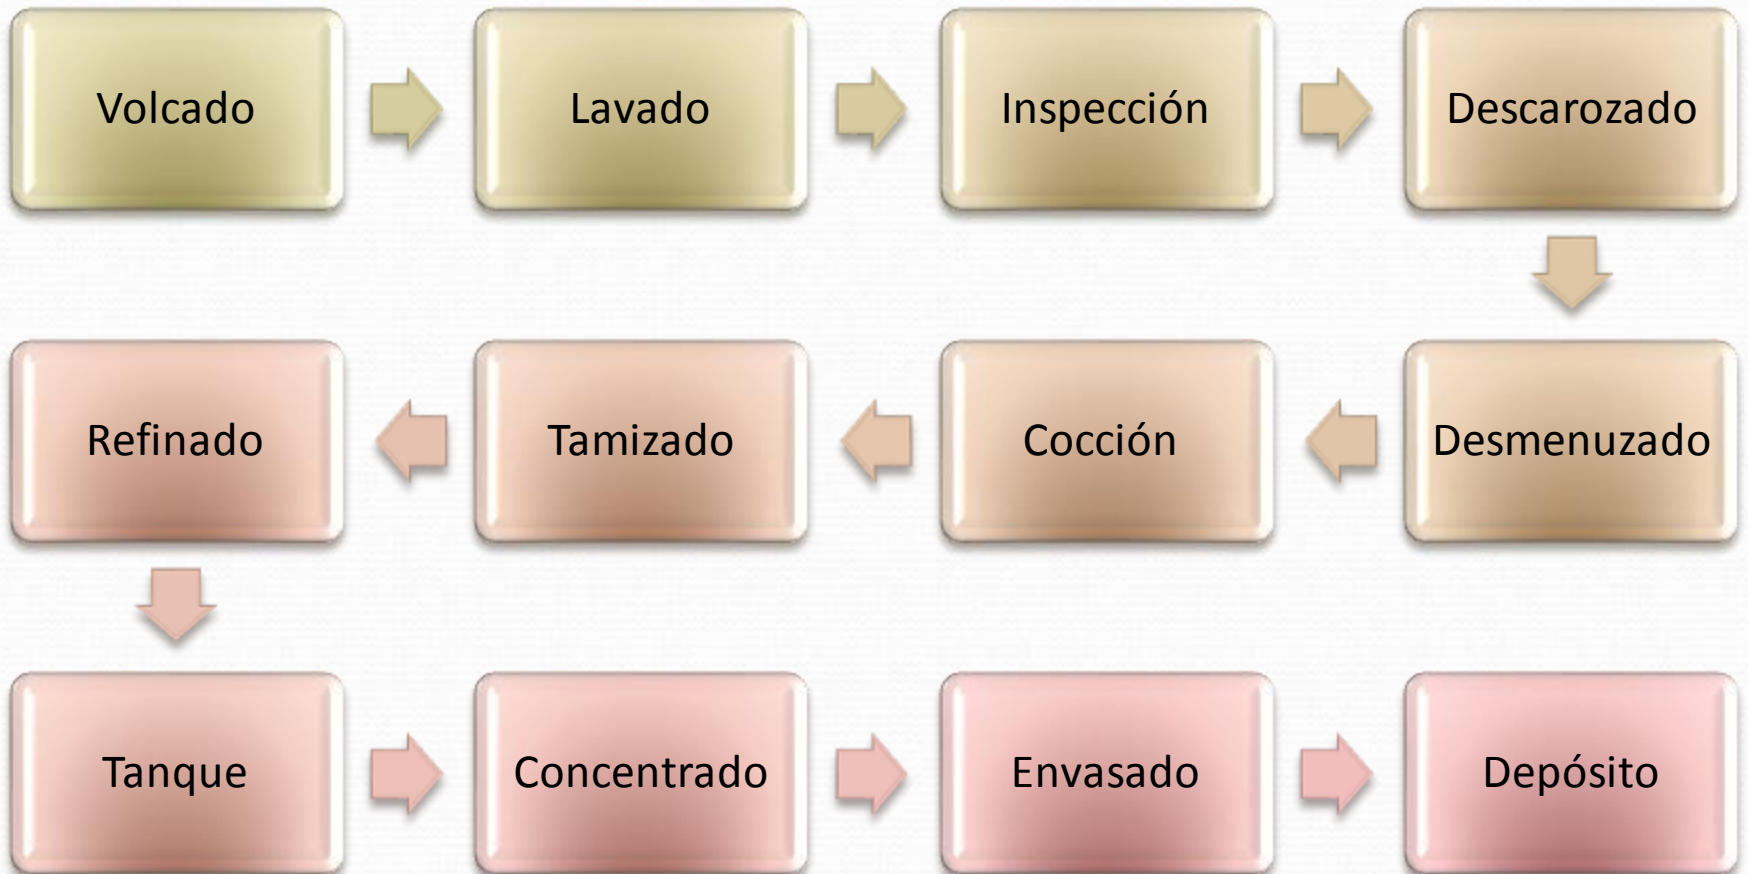 Volcado
Lavado
Inspección
Descarozado
Desmenuzado
Cocción
Tamizado
Refinado
Tanque
Concentrado
Envasado
Depósito